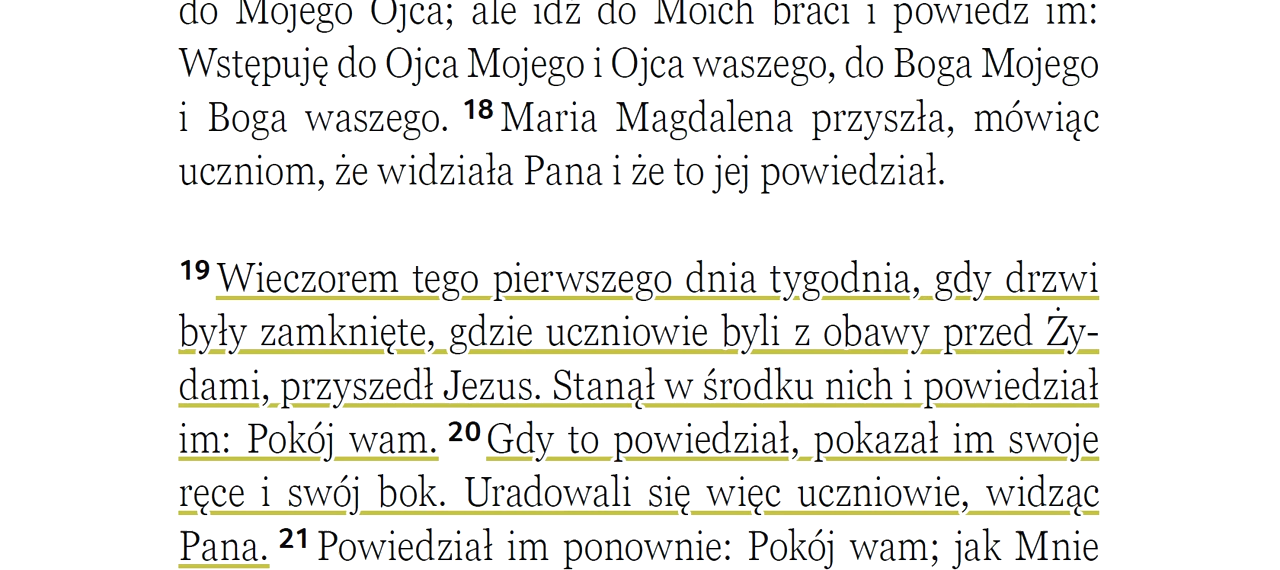 do Mojego Ojca; ale idź do Moich braci i powiedz im:
Wstępuję do Ojca Mojego i Ojca waszego, do Boga Mojego
i Boga waszego. 18 Maria Magdalena przyszła, mówiąc
uczniom, że widziała Pana i że to jej powiedział.
19 Wieczorem tego pierwszego dnia tygodnia, gdy drzwi
były zamknięte, gdzie uczniowie byli z obawy przed Ży-
dami, przyszedł Jezus. Stanął w środku nich i powiedział
im: Pokój wam. 20 Gdy to powiedział, pokazał im swoje
ręce i swój bok. Uradowali się więc uczniowie, widząc
Pana. 21 Powiedział im ponownie: Pokój wam; jak Mnie